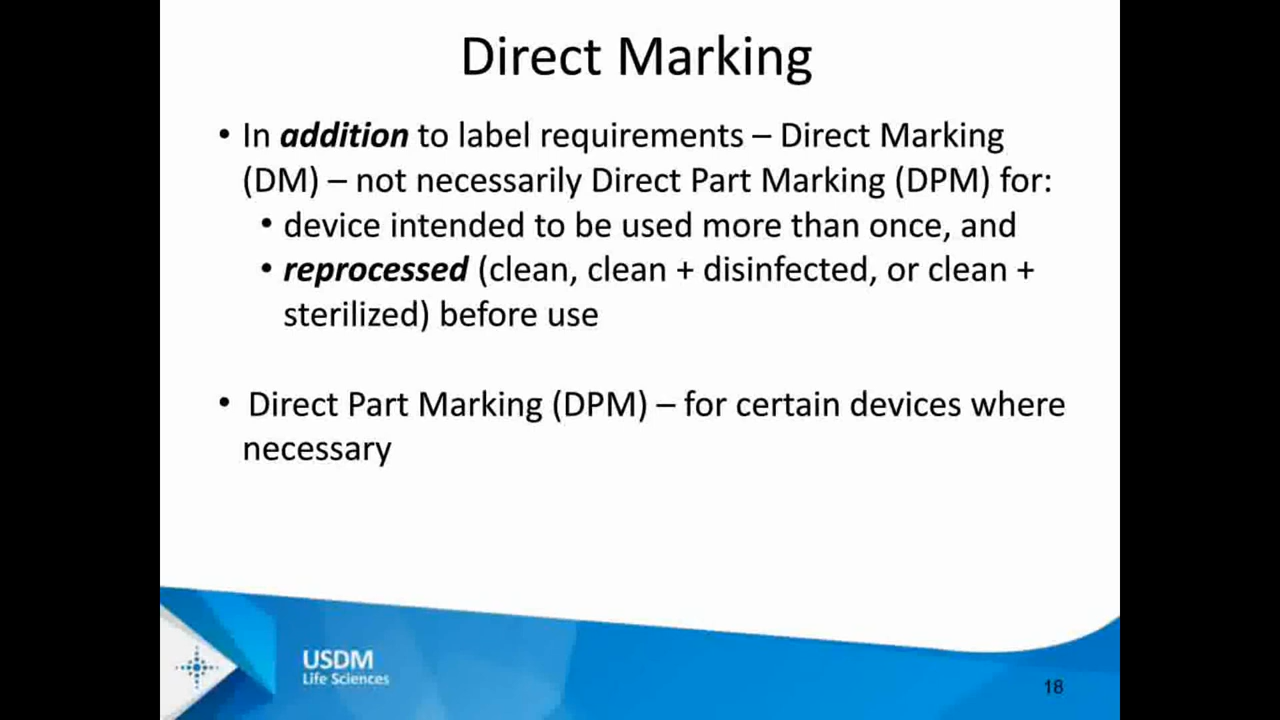 Direct Marking
• In addition to label requirements – Direct Marking
(DM) – not necessarily Direct Part Marking (DPM) for:
• device intended to be used more than once, and
• reprocessed (clean, clean + disinfected, or clean +
sterilized) before use
• Direct Part Marking (DPM) – for certain devices where
necessary
USDM
Life Sciences
18